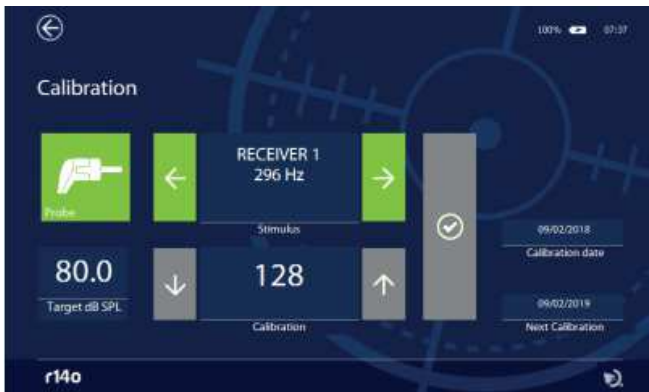 100% 07:37
Calibration
RECEIVER 1
296 Hz
Probe
Stimulus
09/02/2018
Calibration date
80.0
Target dB SPL
128
Calibration
09/02/2019
Next Calibration
r14o